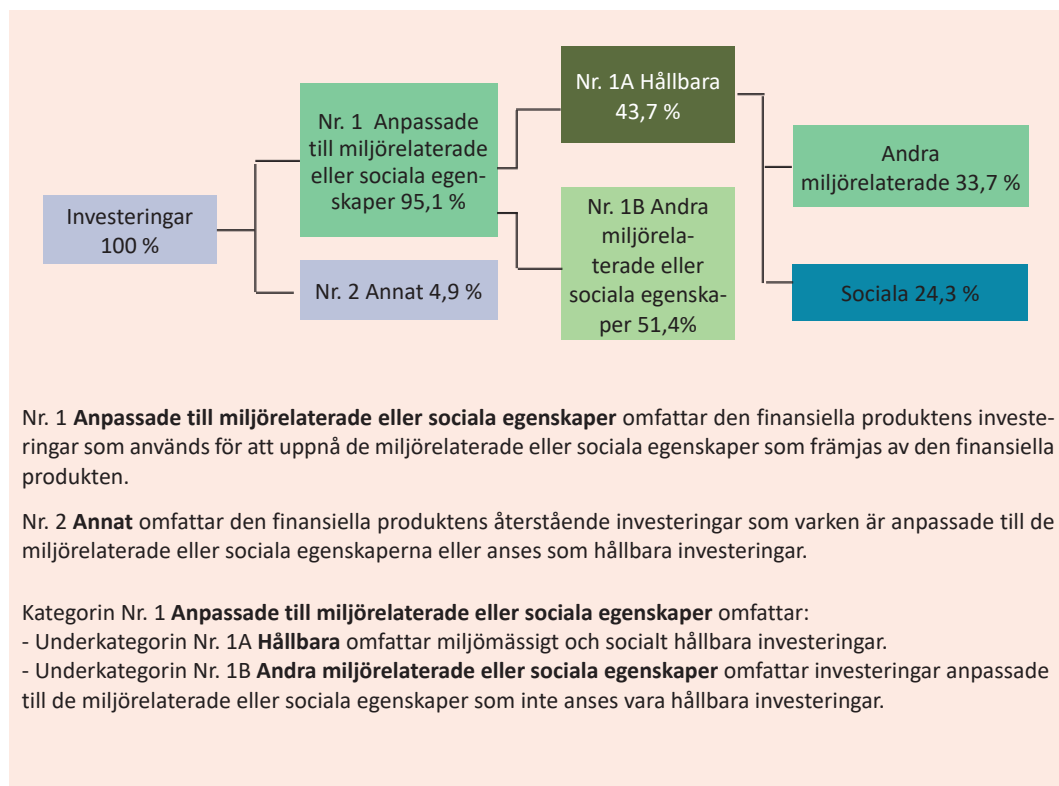 Investeringar
100 %
Nr. 1 Anpassade
till miljörelaterade
eller sociala egen-
skaper 95,1 %
Nr. 2 Annat 4,9 %
Nr. 1A Hållbara
43,7 %
Nr. 1B Andra
miljörela-
terade eller
sociala egenska-
per 51,4%
Andra
miljörelaterade 33,7 %
Sociala 24,3 %
Nr. 1 Anpassade till miljörelaterade eller sociala egenskaper omfattar den finansiella produktens investe-
ringar som används för att uppnå de miljörelaterade eller sociala egenskaper som främjas av den finansiella
produkten.
Nr. 2 Annat omfattar den finansiella produktens återstående investeringar som varken är anpassade till de
miljörelaterade eller sociala egenskaperna eller anses som hållbara investeringar.
Kategorin Nr. 1 Anpassade till miljörelaterade eller sociala egenskaper omfattar:
- Underkategorin Nr. 1A Hållbara omfattar miljömässigt och socialt hållbara investeringar.
- Underkategorin Nr. 1B Andra miljörelaterade eller sociala egenskaper omfattar investeringar anpassade
till de miljörelaterade eller sociala egenskaper som inte anses vara hållbara investeringar.